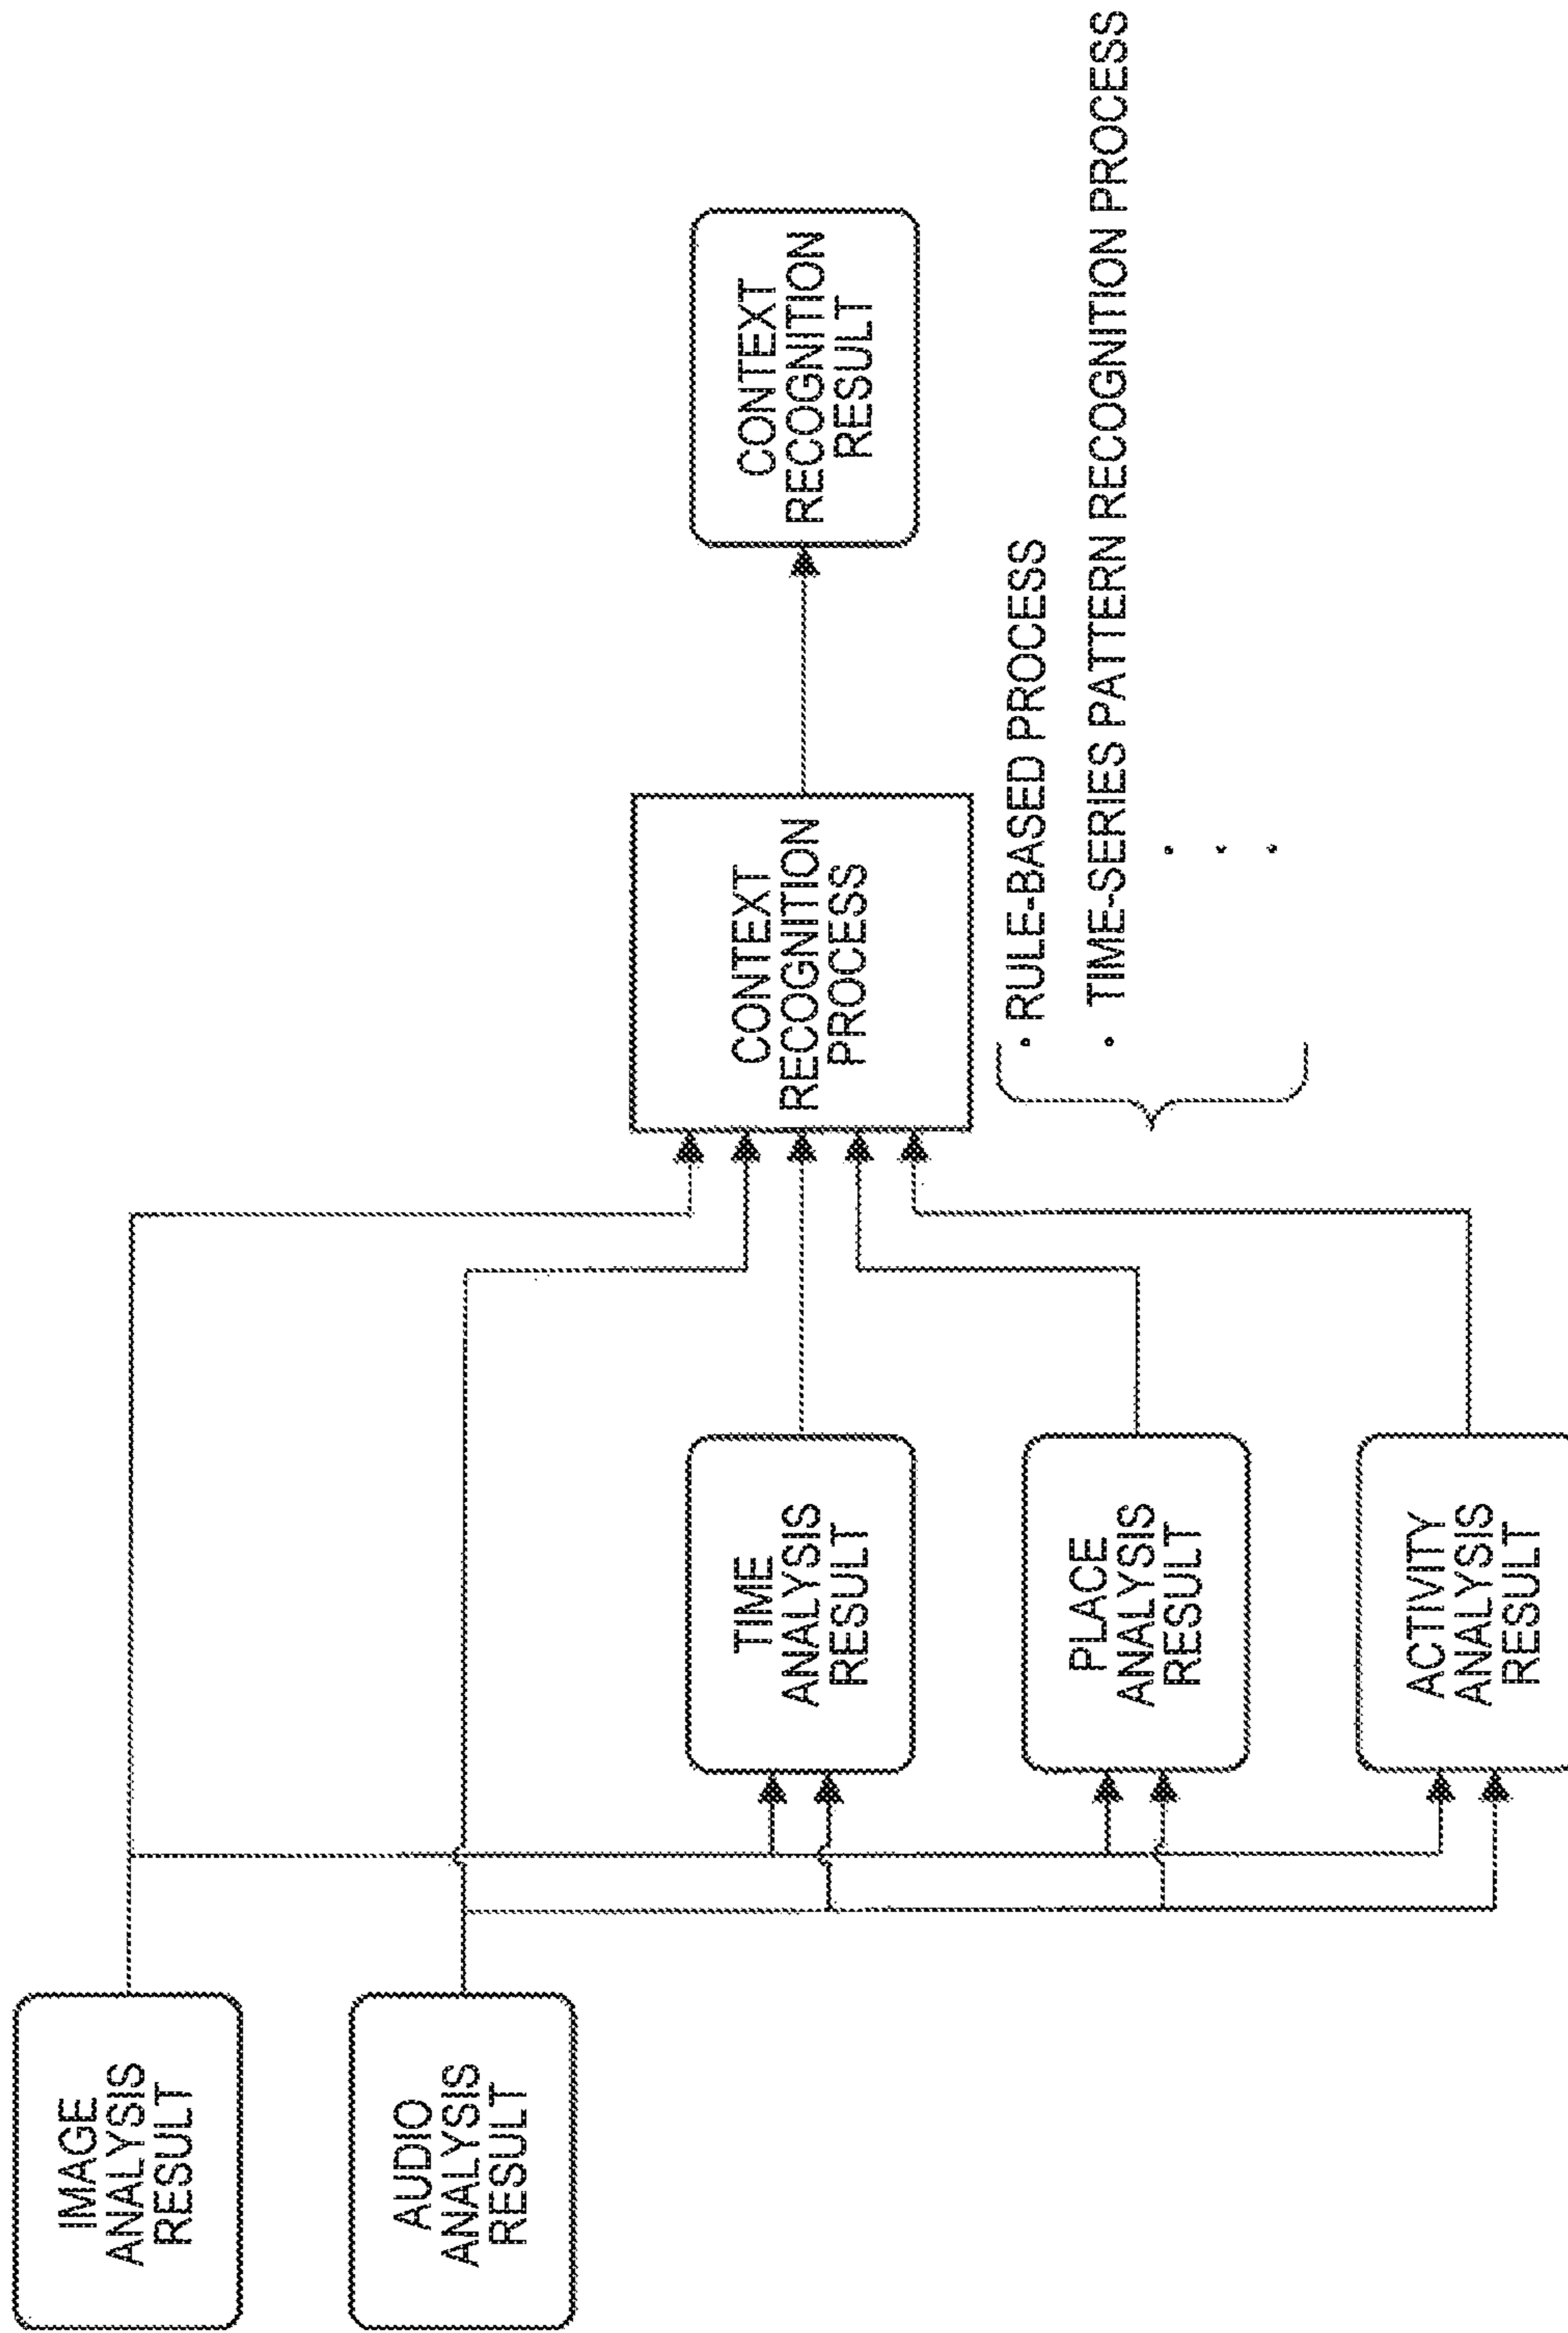 IMAGE
ANALYSIS
RESULT
AUDIO
ANALYSIS
RESULT
TIME
ANALYSIS
RESULT
PLACE
ANALYSIS
RESULT
ACTIVITY
ANALYSIS
RESULT
CONTEXT
RECOGNITION
PROCESS
• RULE-BASED PROCESS
• TIME-SERIES PATTERN RECOGNITION PROCESS
CONTEXT
RECOGNITION
RESULT